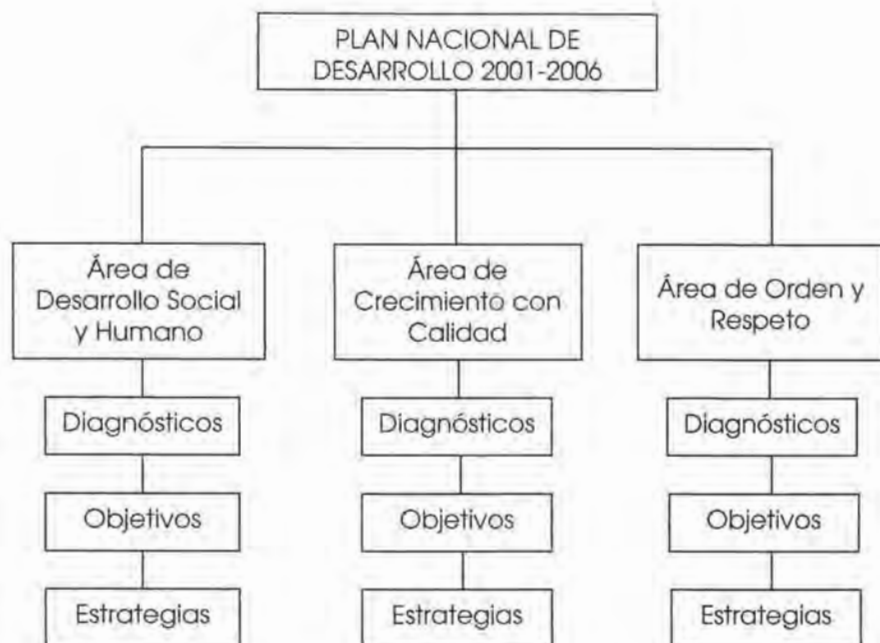 PLAN NACIONAL DE
DESARROLLO 2001-2006
Área de
Desarrollo Social
y Humano
Área de
Crecimiento con
Calidad
Área de Orden y
Respeto
Diagnósticos
Diagnósticos
Diagnósticos
Objetivos
Objetivos
Objetivos
Estrategias
Estrategias
Estrategias